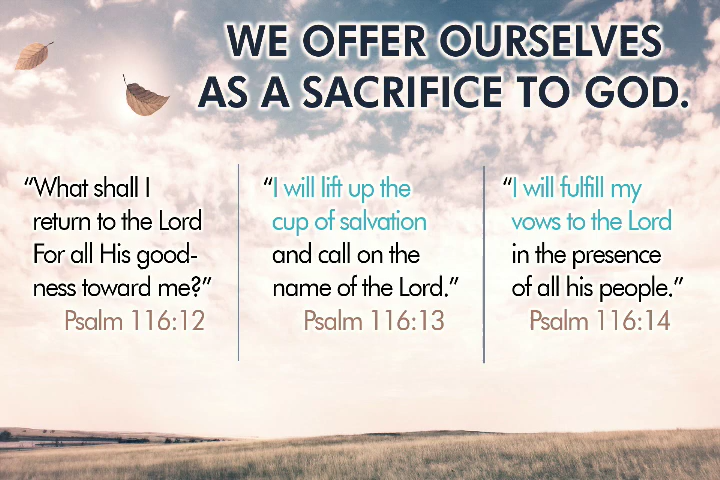 WE OFFER OURSELVES
AS A SACRIFICE TO GOD.
“What shall I
return to the Lord
For all His good-
ness toward me?”
Psalm 116:12
“I will lift up the
cup of salvation
and call on the
name of the Lord.”
Psalm 116:13
“I will fulfill my
vows to the Lord
in the presence
of all his people.”
Psalm 116:14